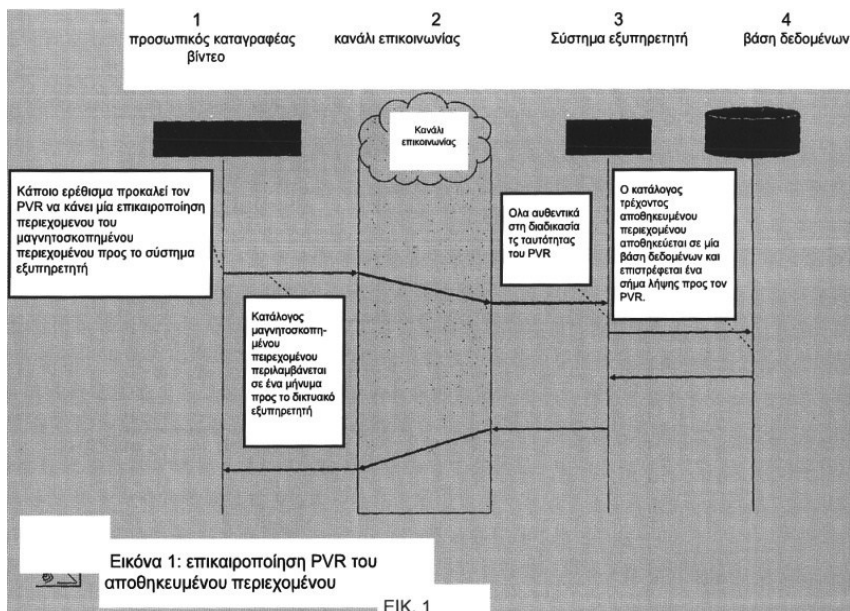 1
προσωπικός καταγραφέας
βίντεο
2
κανάλι επικοινωνίας
3
Σύστημα εξυπηρετητή
4
βάση δεδομένων
Κανάλι
επικοινωνίας
Κάποιο ερέθισμα προκαλεί τον
PVR να κάνει μία επικαιροποίηση
περιεχομενου του
μαγνητοσκοπημένου
περιεχομένου προς το σύστημα
εξυπηρετητή
Κατάλογος
μαγνητοσκοπη-
μένου
πειρεχομένου
περιλαμβάνεται
σε ένα μήνυμα
προς το δικτυακό
εξυπηρετητή
Ολα αυθεντικά
στη διαδικασία
τς ταυτότητας
του PVR
Ο κατάλογος
τρέχοντος
αποθηκευμένου
περιεχομένου
αποθηκεύεται σε μία
βάση δεδομένων και
επιστρέφεται ένα
σήμα λήψης προς τον
PVR.
Εικόνα 1: επικαιροποίηση PVR του
αποθηκευμένου περιεχομένου
ΕΙΚ. 1